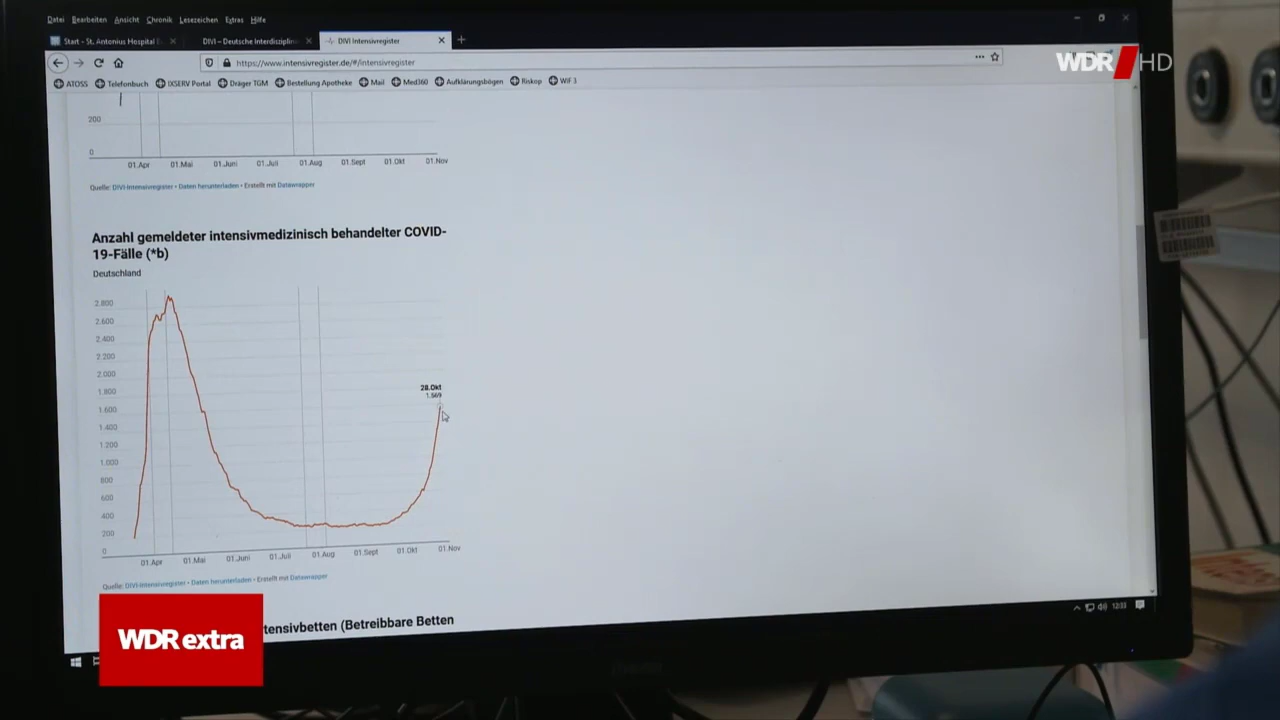 Datei Bearbeiten Ansicht Chronik Lesezeichen Extras Hilfe
Start - St. Antonius Hospital
DIVI – Deutsche Interdisziplin
DIVI Intensivregister
https://www.intensivregister.de/#/intensivregister
WDR HD
ATOSS Telefonbuch IXSERV Portal Dräger TGM Bestellung Apotheke Mail Med360 Aufklärungsbögen Riskop WiF 3
200
0
01.Apr 01.Mai 01.Juni 01.Juli 01.Aug 01.Sept 01.Okt 01.Nov
Quelle: DIVI-Intensivregister • Daten herunterladen • Erstellt mit Datawrapper
Anzahl gemeldeter intensivmedizinisch behandelter COVID-
19-Fälle (*b)
Deutschland
2.800
2.600
2.400
2.200
2.000
1.800
28.Okt
1.569
1.600
1.400
1.200
1.000
800
600
400
200
0
01.Apr 01.Mai 01.Juni 01.Juli 01.Aug 01.Sept 01.Okt 01.Nov
Quelle: DIVI-Intensivregister • Daten herunterladen • Erstellt mit Datawrapper
tensivbetten (Betreibbare Betten
WDR extra
12:33